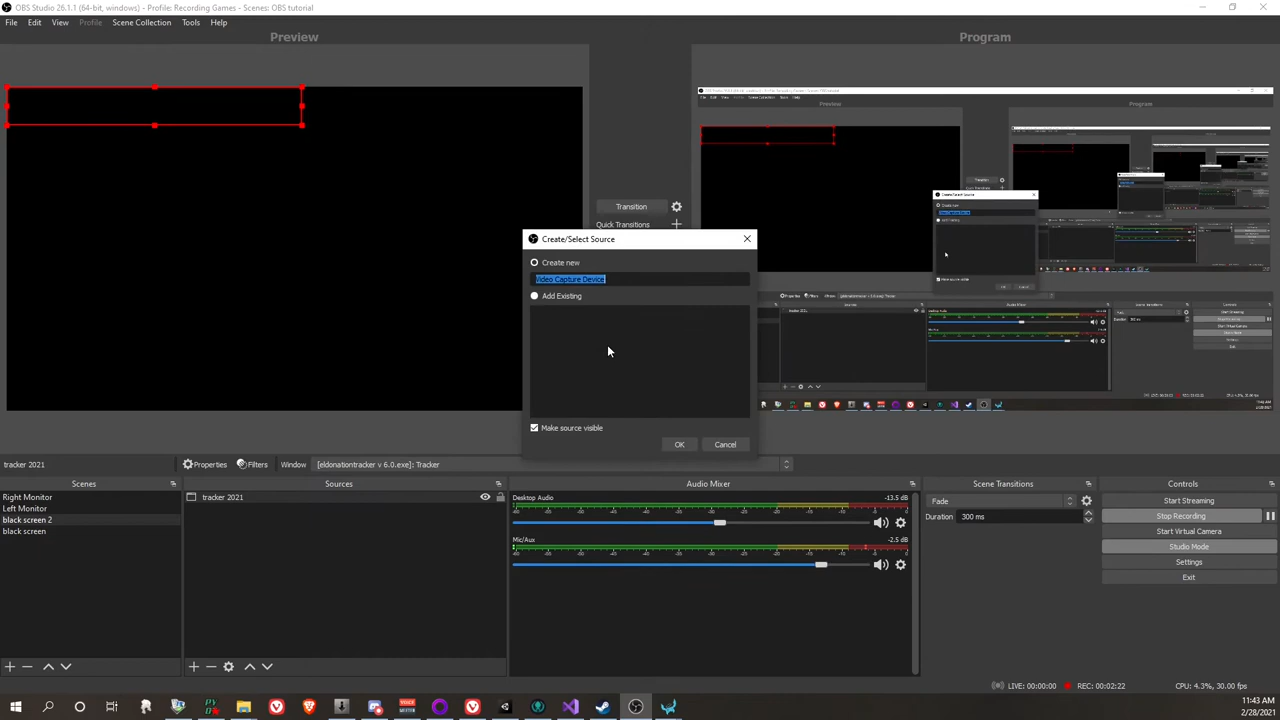 OBS Studio 26.1.1 (64-bit, windows) - Profile: Recording Games - Scenes: OBS tutorial
File Edit View Profile Scene Collection Tools Help
Preview
Program
Transition
Quick Transitions
Create/Select Source
Create new
Video Capture Device
Add Existing
Make source visible
OK Cancel
tracker 2021
Properties Filters Window [eldonationtracker v 6.0.exe]: Tracker
Scenes
Right Monitor
Left Monitor
black screen 2
black screen
Sources
tracker 2021
Audio Mixer
Desktop Audio -13.5 dB
Mic/Aux -2.5 dB
Scene Transitions
Fade
Duration 300 ms
Controls
Start Streaming
Stop Recording
Start Virtual Camera
Studio Mode
Settings
Exit
LIVE: 00:00:00 REC: 00:02:22 CPU: 4.3%, 30.00 fps
11:43 AM
2/28/2021